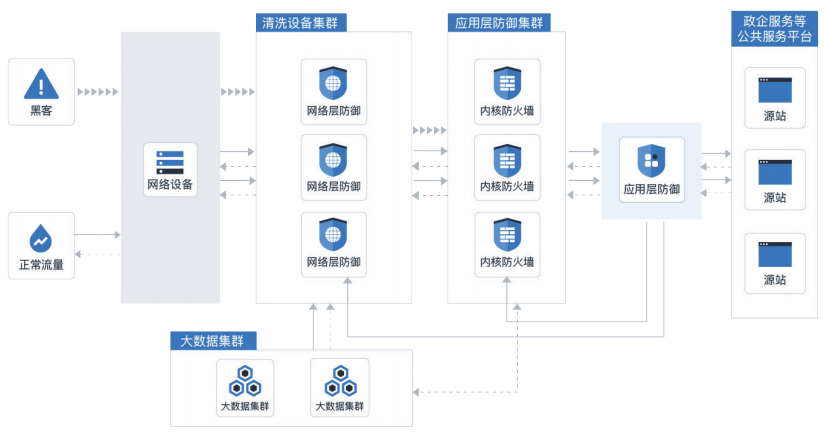 清洗设备集群
应用层防御集群
政企服务等
公共服务平台
黑客
网络层防御
内核防火墙
源站
网络设备
网络层防御
内核防火墙
应用层防御
源站
正常流量
网络层防御
内核防火墙
源站
大数据集群
大数据集群
大数据集群